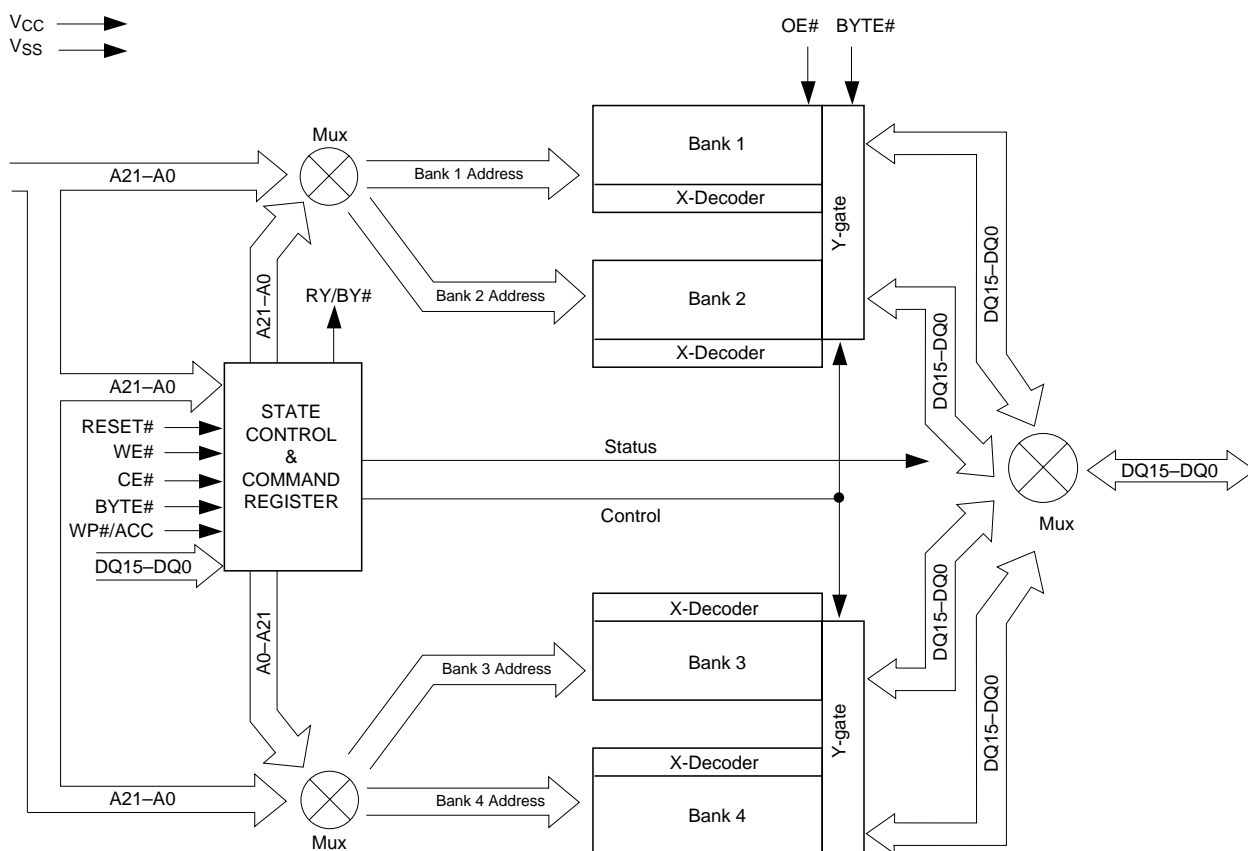 VCC
VSS
OE#
BYTE#
Mux
A21–A0
Bank 1 Address
Bank 1
X-Decoder
Y-gate
DQ15–DQ0
A21–A0
RY/BY#
Bank 2 Address
Bank 2
X-Decoder
DQ15–DQ0
A21–A0
RESET#
WE#
CE#
BYTE#
WP#/ACC
DQ15–DQ0
STATE
CONTROL
&
COMMAND
REGISTER
Status
Control
DQ15–DQ0
Mux
A0–A21
X-Decoder
Bank 3 Address
Bank 3
DQ15–DQ0
Y-gate
DQ15–DQ0
X-Decoder
A21–A0
Mux
Bank 4 Address
Bank 4